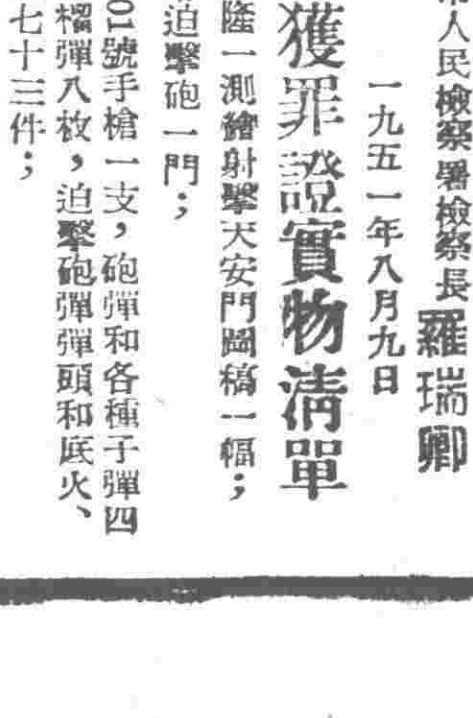 市人民檢察署檢察長羅瑞卿
一九五一年八月九日
獲罪證實物清單
隆一測繪射擊天安門圖稿一幅；
迫擊砲一門；
01號手槍一支，砲彈和各種子彈四
榴彈八枚，迫擊砲彈彈頭和底火、
七十三件；